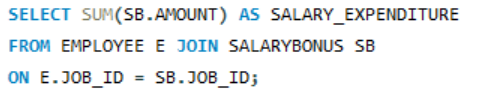 SELECT SUM(SB.AMOUNT) AS SALARY_EXPENDITURE
FROM EMPLOYEE E JOIN SALARYBONUS SB
ON E.JOB_ID = SB.JOB_ID;